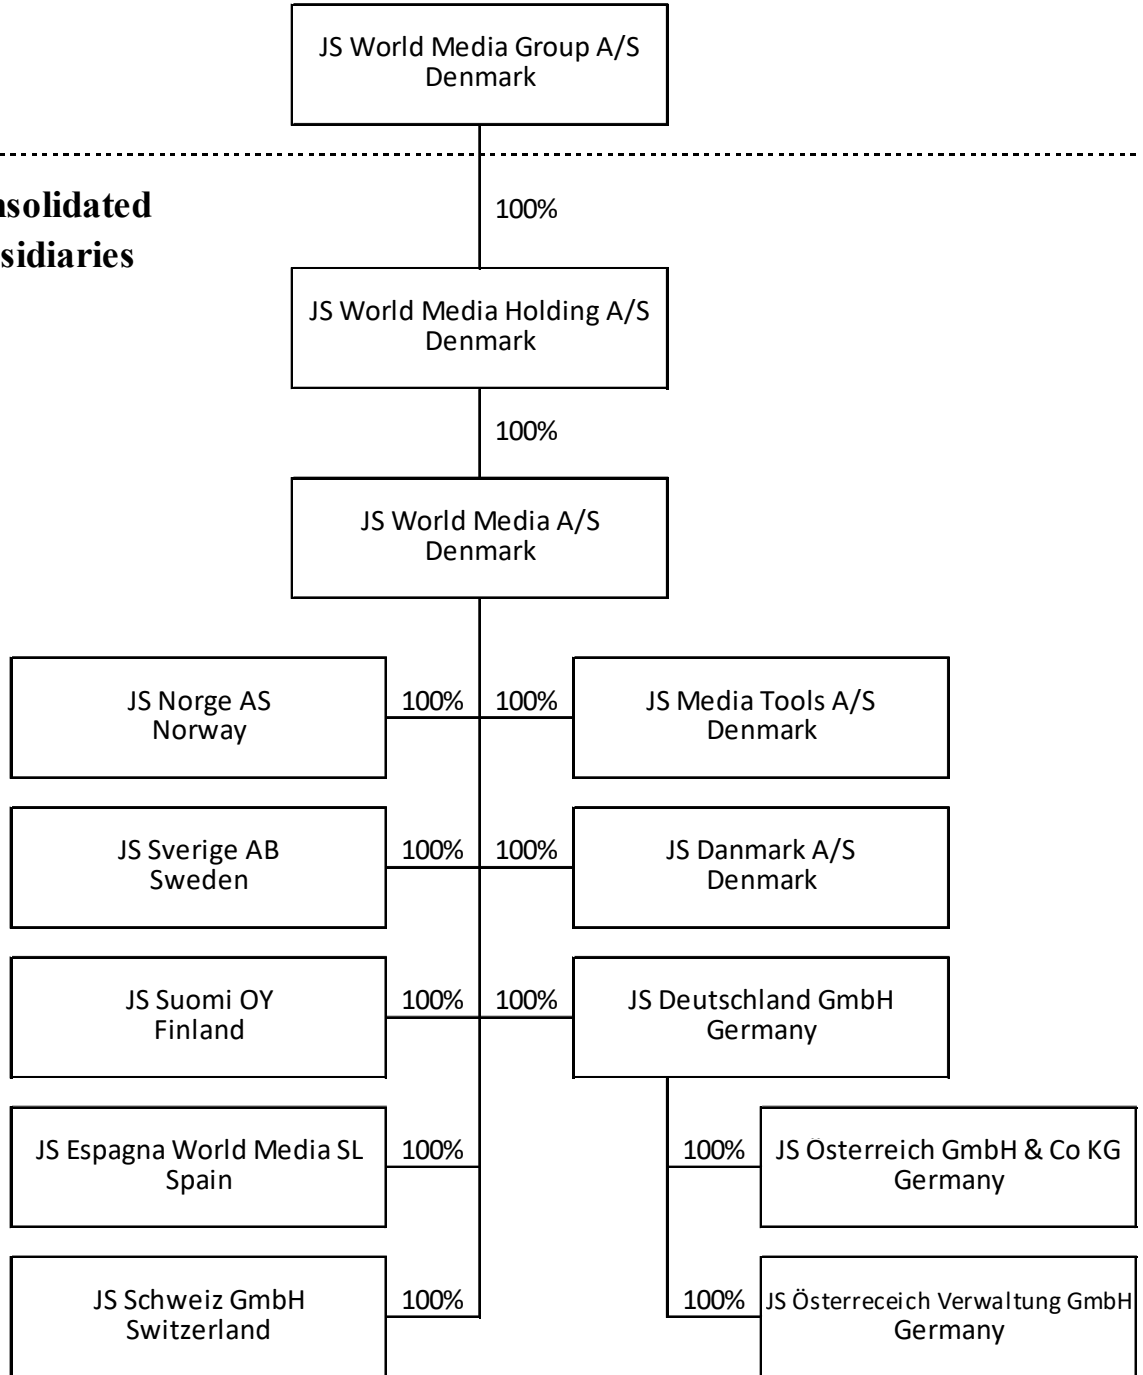 JS World Media Group A/S
Denmark
nsolidated
sidiaries
100%
JS World Media Holding A/S
Denmark
100%
JS World Media A/S
Denmark
JS Norge AS
Norway
100%
100%
JS Media Tools A/S
Denmark
JS Sverige AB
Sweden
100%
100%
JS Danmark A/S
Denmark
JS Suomi OY
Finland
100%
100%
JS Deutschland GmbH
Germany
JS Espagna World Media SL
Spain
100%
100%
JS Österreich GmbH & Co KG
Germany
JS Schweiz GmbH
Switzerland
100%
100%
JS Österreceich Verwaltung GmbH
Germany